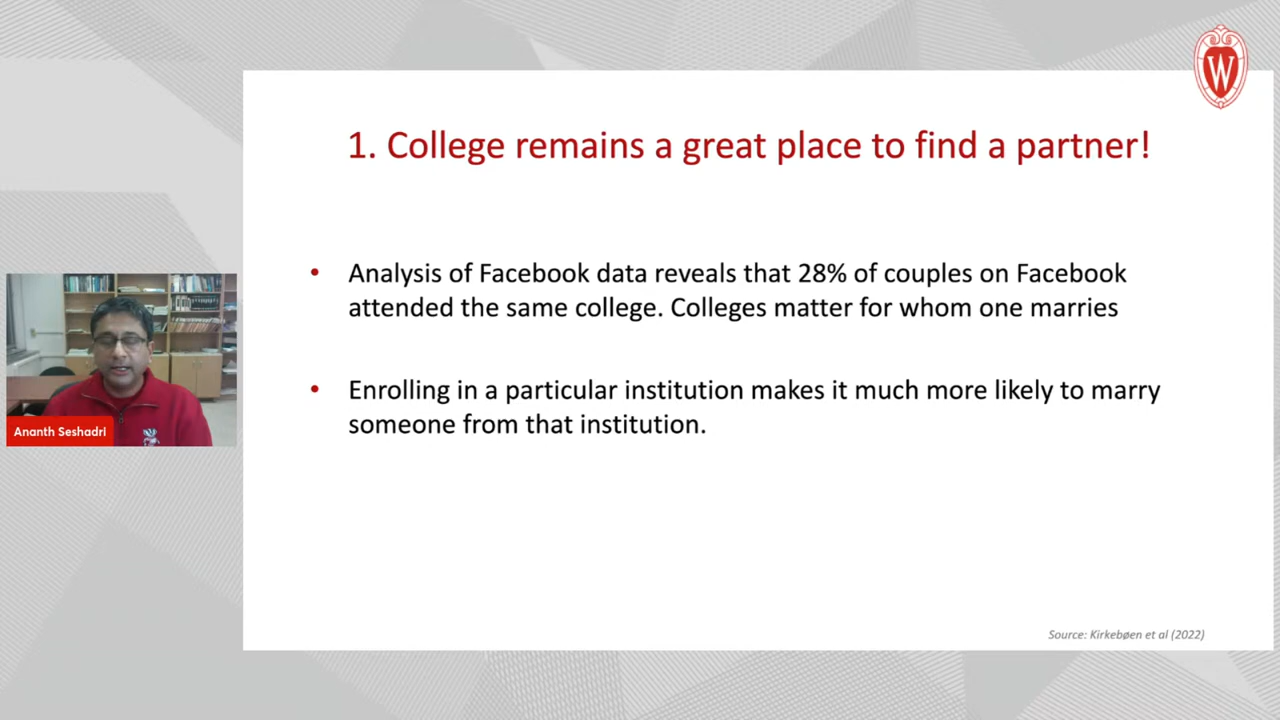 W
1. College remains a great place to find a partner!
• Analysis of Facebook data reveals that 28% of couples on Facebook
attended the same college. Colleges matter for whom one marries
• Enrolling in a particular institution makes it much more likely to marry
someone from that institution.
Ananth Seshadri
Source: Kirkebøen et al (2022)